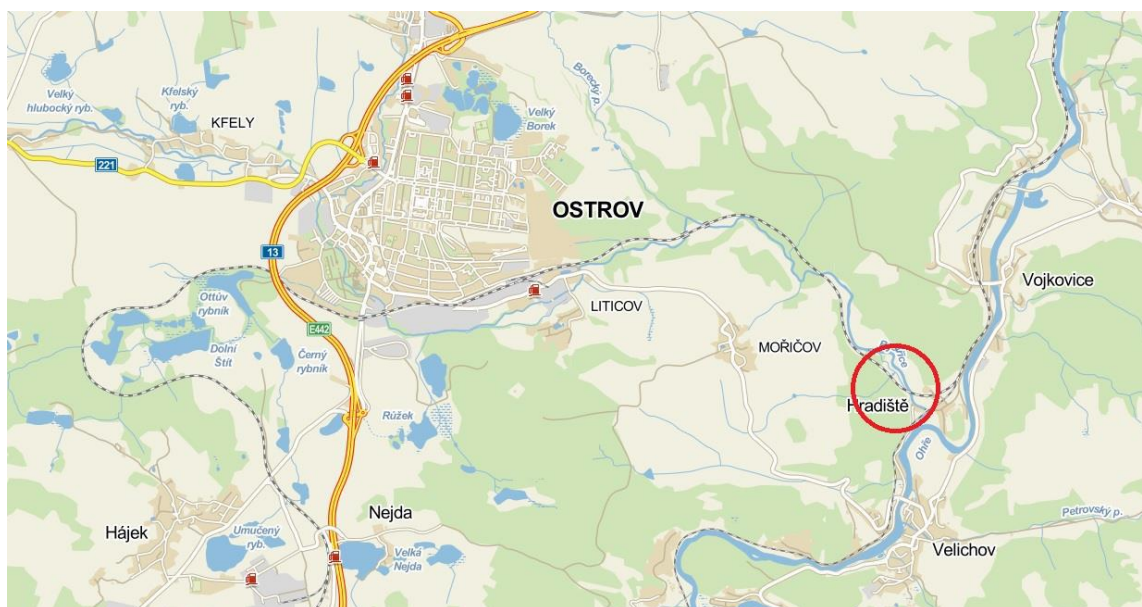 Velký
hlubocký ryb.
Kfelský
ryb.
KFELY
221
Borecký p.
Velký
Borek
OSTROV
13
Ottův
rybník
Dolní
Štít
E442
Černý
rybník
LITICOV
MOŘIČOV
Vojkovice
Růžek
Hradiště
Ohře
Hájek
Umučený
ryb.
Nejda
Velká
Nejda
Petrovský p.
Velichov